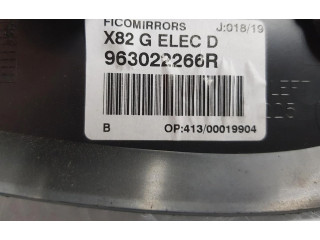 FICOMIRRORS J:018/19
X82 G ELEC D
963022266R
B OP:413/00019904